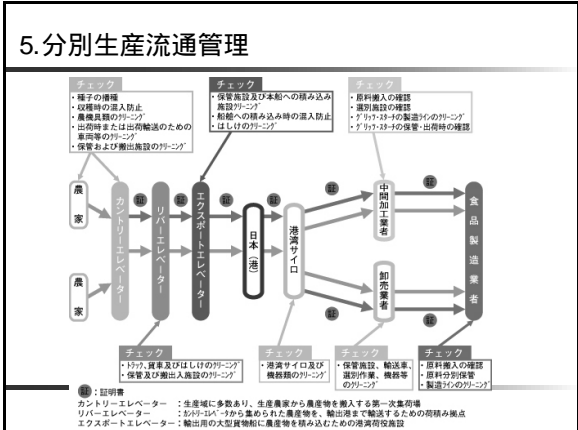 5.分別生産流通管理
チェック
・種子の播種
・収穫時の混入防止
・農機具類のクリーニング
・出荷時または出荷輸送のための
車両等のクリーニング
・保管および搬出施設のクリーニング
チェック
・保管施設及び本船への積み込み
施設クリーニング
・船艙への積み込み時の混入防止
・はしけのクリーニング
チェック
・原料搬入の確認
・選別施設の確認
・グリッツ・スターチの製造ラインのクリーニング
・グリッツ・スターチの保管・出荷時の確認
農家
農家
カントリーエレベーター
証
リバーエレベーター
証
エクスポートエレベーター
証
日本（港）
証
港湾サイロ
証
証
中間加工業者
卸売業者
証
証
食品製造業者
チェック
・トラック、貨車及びはしけのクリーニング
・保管及び搬出入施設のクリーニング
チェック
・港湾サイロ及び
機器類のクリーニング
チェック
・保管施設、輸送車、
選別作業、機器等
のクリーニング
チェック
・原料搬入の確認
・原料分別保管
・製造ラインのクリーニング
証：証明書
カントリーエレベーター ：生産域に多数あり、生産農家から農産物を搬入する第一次集荷場
リバーエレベーター ：カントリーエレベータから集められた農産物を、輸出港まで輸送するための荷積み拠点
エクスポートエレベーター：輸出用の大型貨物船に農産物を積み込むための港湾荷役施設